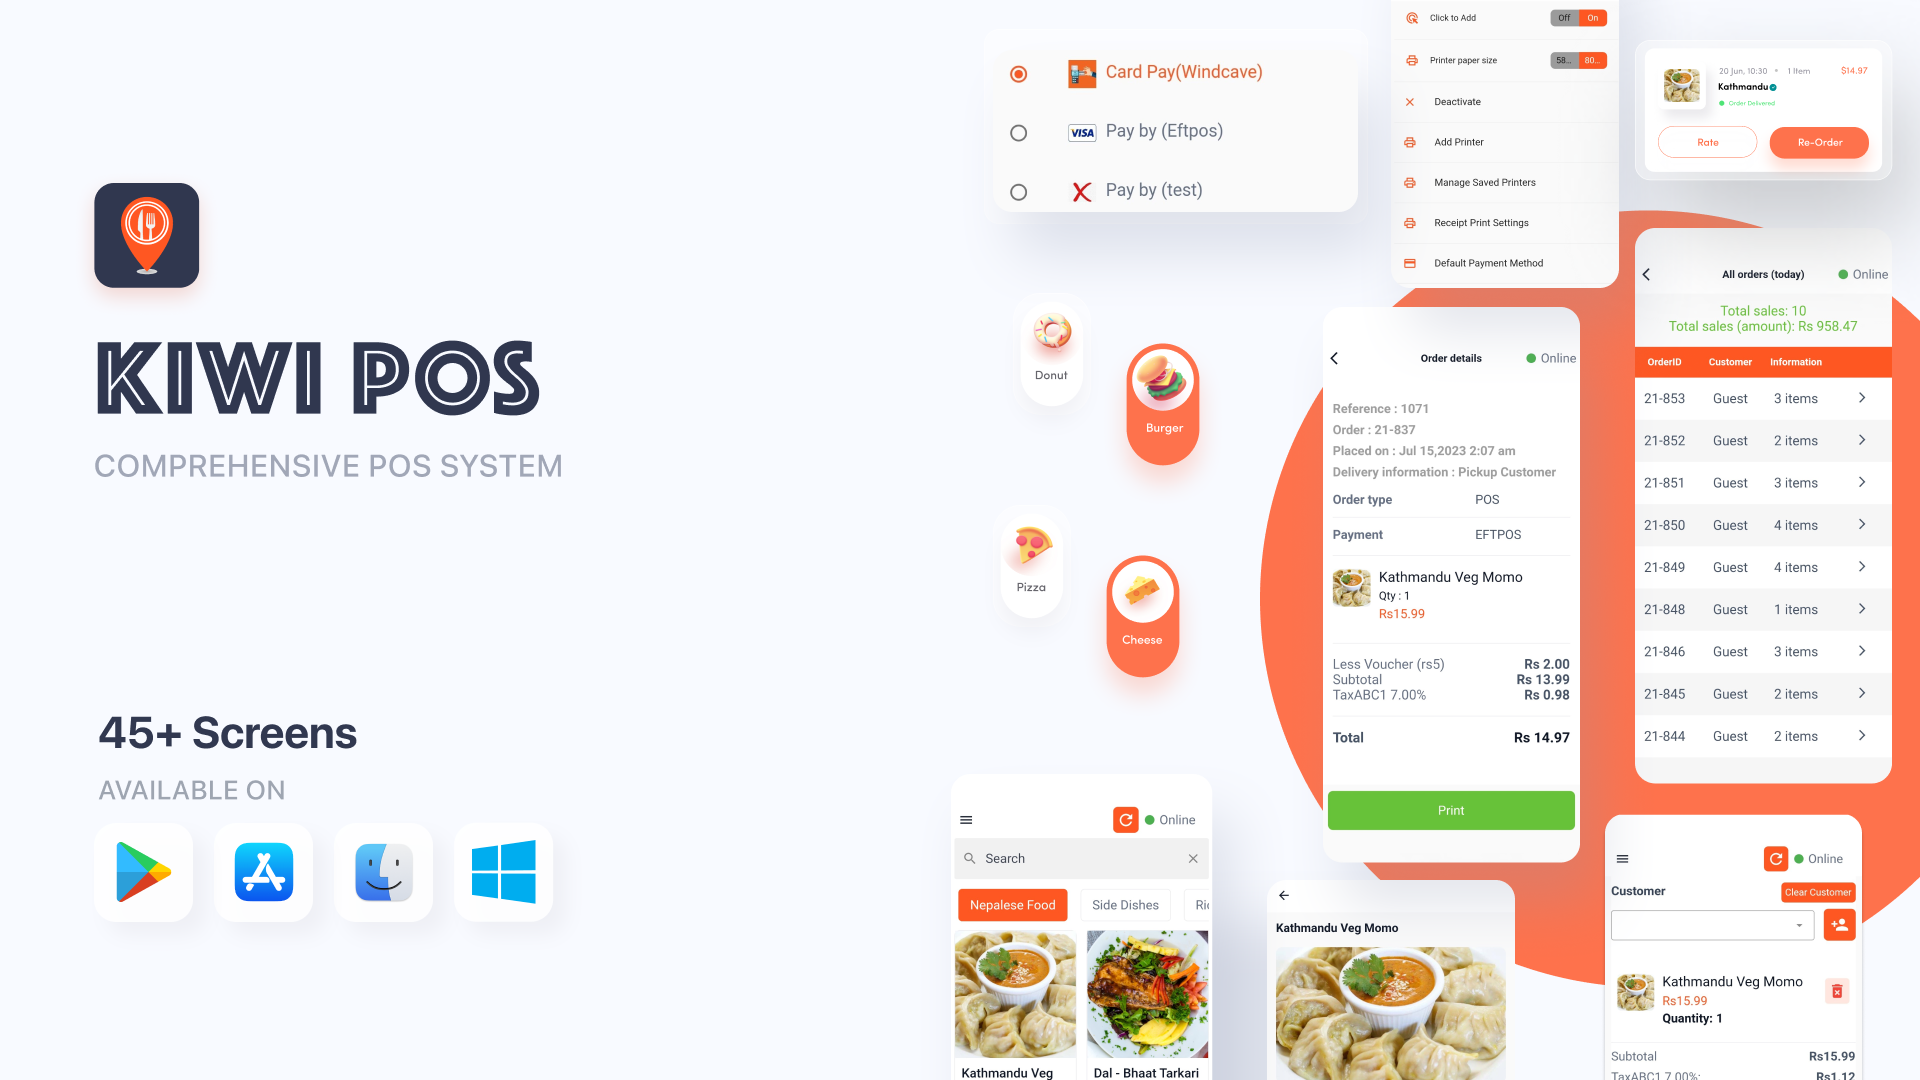 KIWI POS
COMPREHENSIVE POS SYSTEM
45+ Screens
AVAILABLE ON
Card Pay(Windcave)
VISA Pay by (Eftpos)
Pay by (test)
Click to Add Off On
Printer paper size 58... 80...
Deactivate
Add Printer
Manage Saved Printers
Receipt Print Settings
Default Payment Method
20 Jun, 10:30 • 1 Item $14.97
Kathmandu
Order Delivered
Rate Re-Order
Donut
Burger
Pizza
Cheese
Order details Online
Reference : 1071
Order : 21-837
Placed on : Jul 15,2023 2:07 am
Delivery information : Pickup Customer
Order type POS
Payment EFTPOS
Kathmandu Veg Momo
Qty : 1
Rs15.99
Less Voucher (rs5) Rs 2.00
Subtotal Rs 13.99
TaxABC1 7.00% Rs 0.98
Total Rs 14.97
Print
All orders (today) Online
Total sales: 10
Total sales (amount): Rs 958.47
OrderID Customer Information
21-853 Guest 3 items
21-852 Guest 2 items
21-851 Guest 3 items
21-850 Guest 4 items
21-849 Guest 4 items
21-848 Guest 1 items
21-846 Guest 3 items
21-845 Guest 2 items
21-844 Guest 2 items
Online
Search
Nepalese Food Side Dishes
Kathmandu Veg Dal - Bhaat Tarkari
Kathmandu Veg Momo
Online
Customer Clear Customer
Kathmandu Veg Momo
Rs15.99
Quantity: 1
Subtotal Rs15.99
TaxABC1 7.00%: Rs1.12